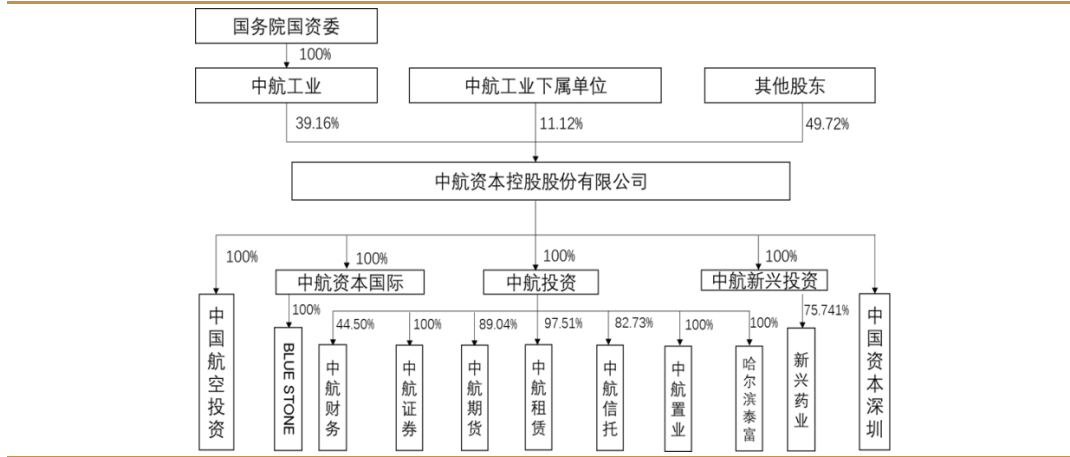 国务院国资委
100%
中航工业
中航工业下属单位
其他股东
39.16%
11.12%
49.72%
中航资本控股股份有限公司
100%
100%
100%
100%
中航资本国际
中航投资
中航新兴投资
100%
44.50%
100%
89.04%
97.51%
82.73%
100%
100%
75.741%
中国航空投资
BLUE STONE
中航财务
中航证券
中航期货
中航租赁
中航信托
中航置业
哈尔滨泰富
新兴药业
中国资本深圳